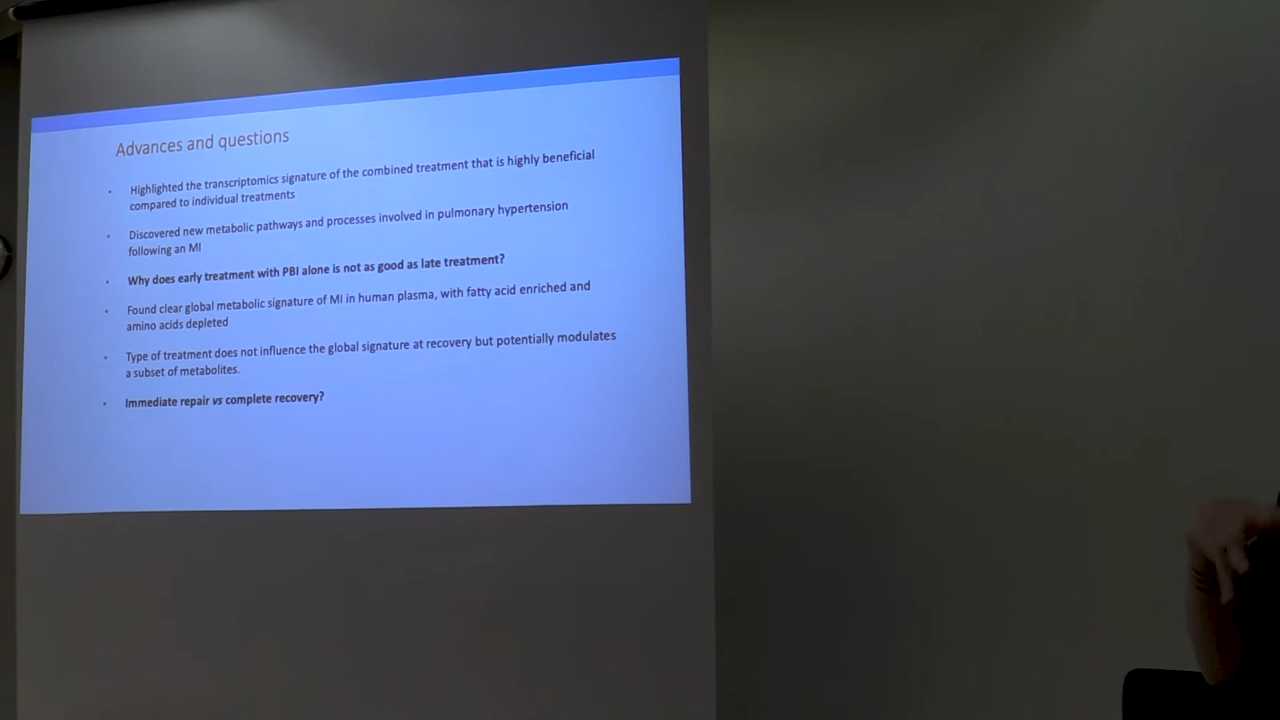 Advances and questions
• Highlighted the transcriptomics signature of the combined treatment that is highly beneficial
compared to individual treatments
• Discovered new metabolic pathways and processes involved in pulmonary hypertension
following an MI
• Why does early treatment with PBI alone is not as good as late treatment?
• Found clear global metabolic signature of MI in human plasma, with fatty acid enriched and
amino acids depleted
• Type of treatment does not influence the global signature at recovery but potentially modulates
a subset of metabolites.
• Immediate repair vs complete recovery?